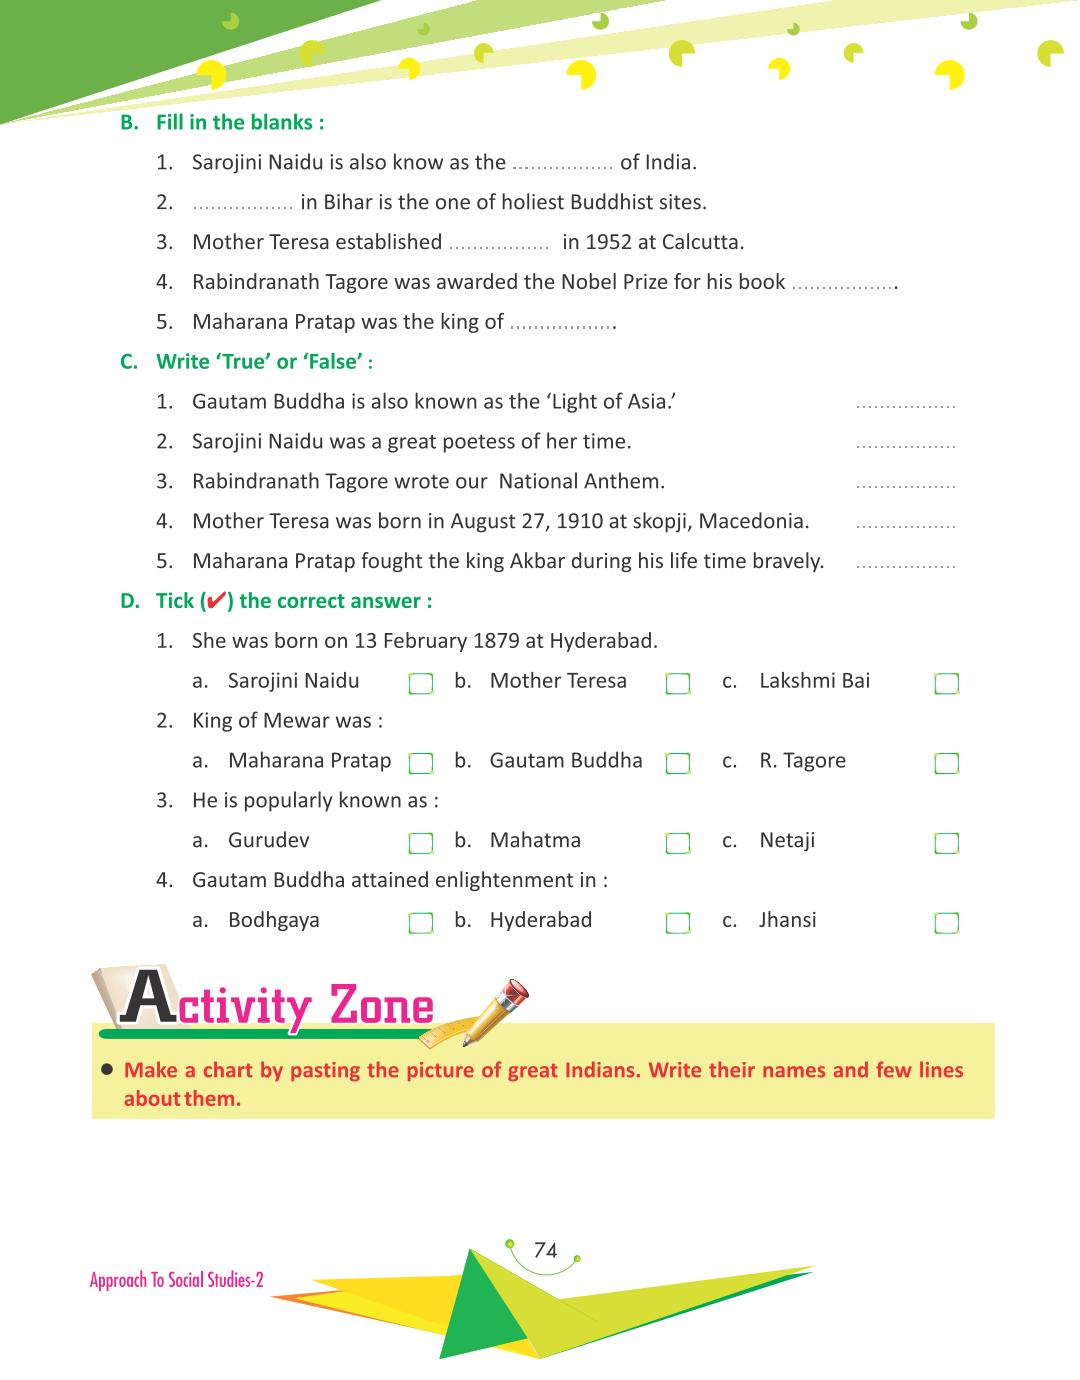 B. Fill in the blanks :
1. Sarojini Naidu is also know as the ................. of India.
2. ................. in Bihar is the one of holiest Buddhist sites.
3. Mother Teresa established ................. in 1952 at Calcutta.
4. Rabindranath Tagore was awarded the Nobel Prize for his book ..................
5. Maharana Pratap was the king of ..................
C. Write ‘True’ or ‘False’ :
1. Gautam Buddha is also known as the ‘Light of Asia.’ .................
2. Sarojini Naidu was a great poetess of her time. .................
3. Rabindranath Tagore wrote our National Anthem. .................
4. Mother Teresa was born in August 27, 1910 at skopji, Macedonia. .................
5. Maharana Pratap fought the king Akbar during his life time bravely. .................
D. Tick (✔) the correct answer :
1. She was born on 13 February 1879 at Hyderabad.
a. Sarojini Naidu b. Mother Teresa c. Lakshmi Bai
2. King of Mewar was :
a. Maharana Pratap b. Gautam Buddha c. R. Tagore
3. He is popularly known as :
a. Gurudev b. Mahatma c. Netaji
4. Gautam Buddha attained enlightenment in :
a. Bodhgaya b. Hyderabad c. Jhansi
Activity Zone
● Make a chart by pasting the picture of great Indians. Write their names and few lines
about them.
74
Approach To Social Studies-2